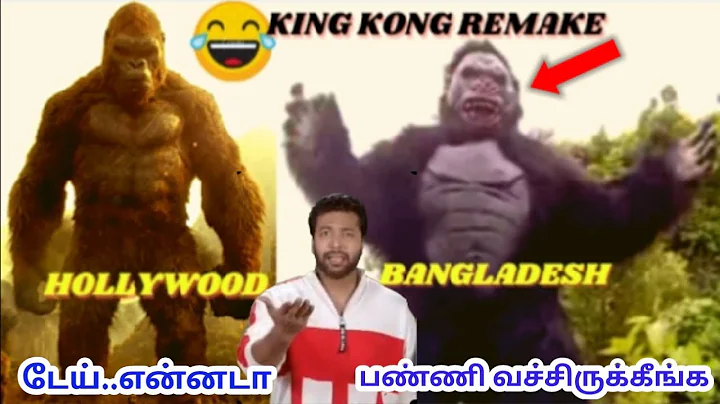 KING KONG REMAKE
HOLLYWOOD
BANGLADESH
டேய்..என்னடா
பண்ணி வச்சிருக்கீங்க